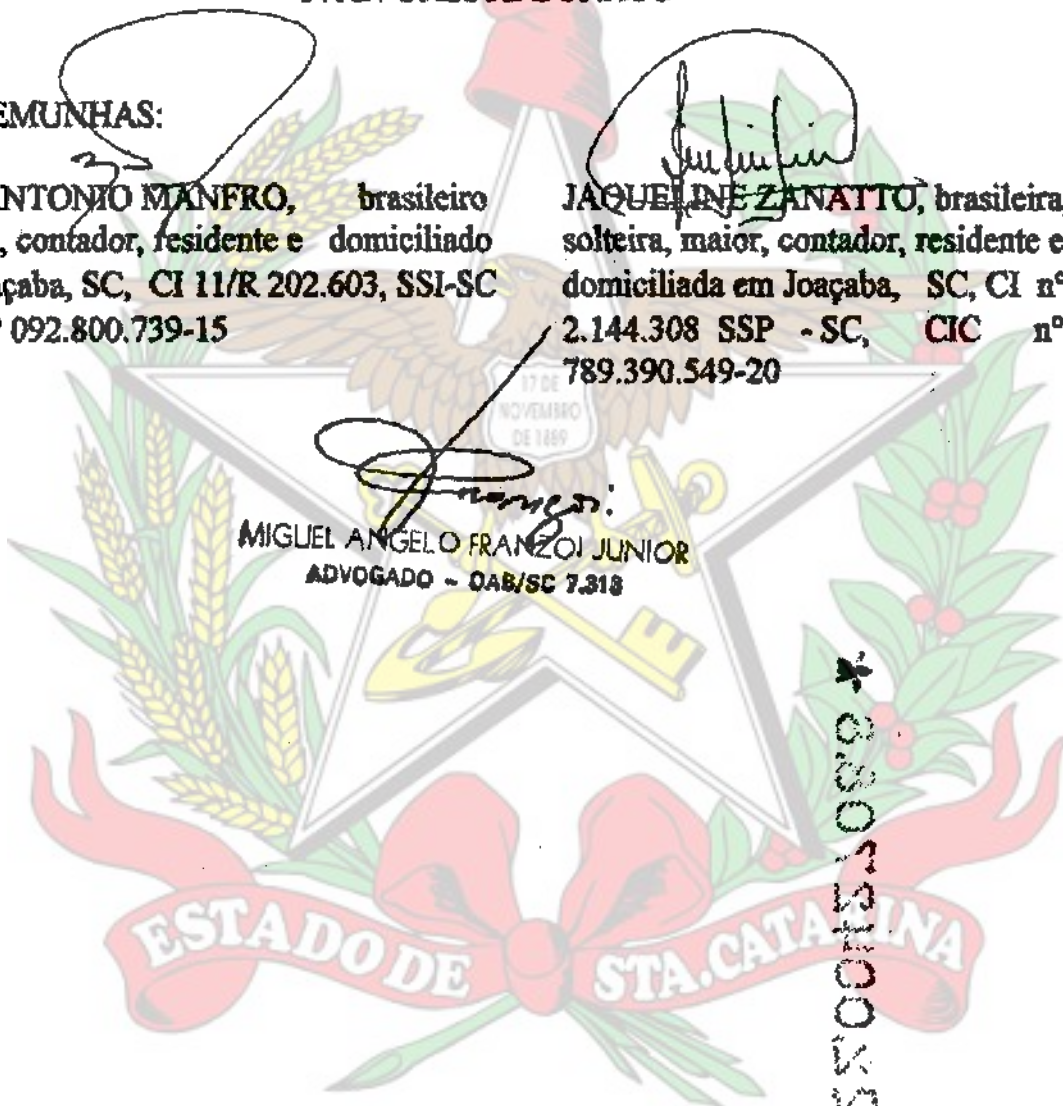 EMUNHAS:
NTONIO MANFRO, brasileiro
, contador, residente e domiciliado
çaba, SC, CI 11/R 202.603, SSI-SC
º 092.800.739-15
JAQUELINE ZANATTO, brasileira,
solteira, maior, contador, residente e
domiciliada em Joaçaba, SC, CI nº
2.144.308 SSP - SC, CIC nº
789.390.549-20
17 DE
NOVEMBRO
DE 1889
MIGUEL ANGELO FRANZOI JUNIOR
ADVOGADO - OAB/SC 7.318
ESTADO DE STA. CATARINA